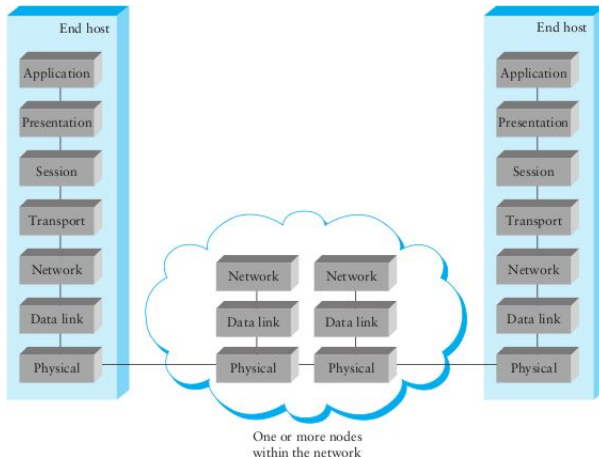 End host
Application
Presentation
Session
Transport
Network
Data link
Physical
Network
Data link
Physical
Network
Data link
Physical
One or more nodes
within the network
End host
Application
Presentation
Session
Transport
Network
Data link
Physical